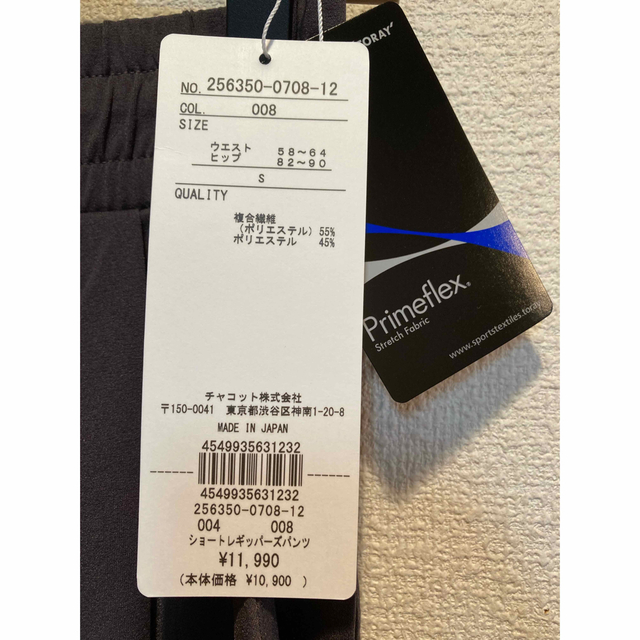 NO. 256350-0708-12
COL. 008
SIZE
ウエスト 58～64
ヒップ 82～90
S
QUALITY
複合繊維
(ポリエステル) 55%
ポリエステル 45%
チャコット株式会社
〒150-0041 東京都渋谷区神南1-20-8
MADE IN JAPAN
4549935631232
4549935631232
256350-0708-12
004 008
ショートレギッパーズパンツ
¥11,990
(本体価格 ¥10,900 )
TORAY
Primeflex®
Stretch Fabric
www.sportstextiles.toray